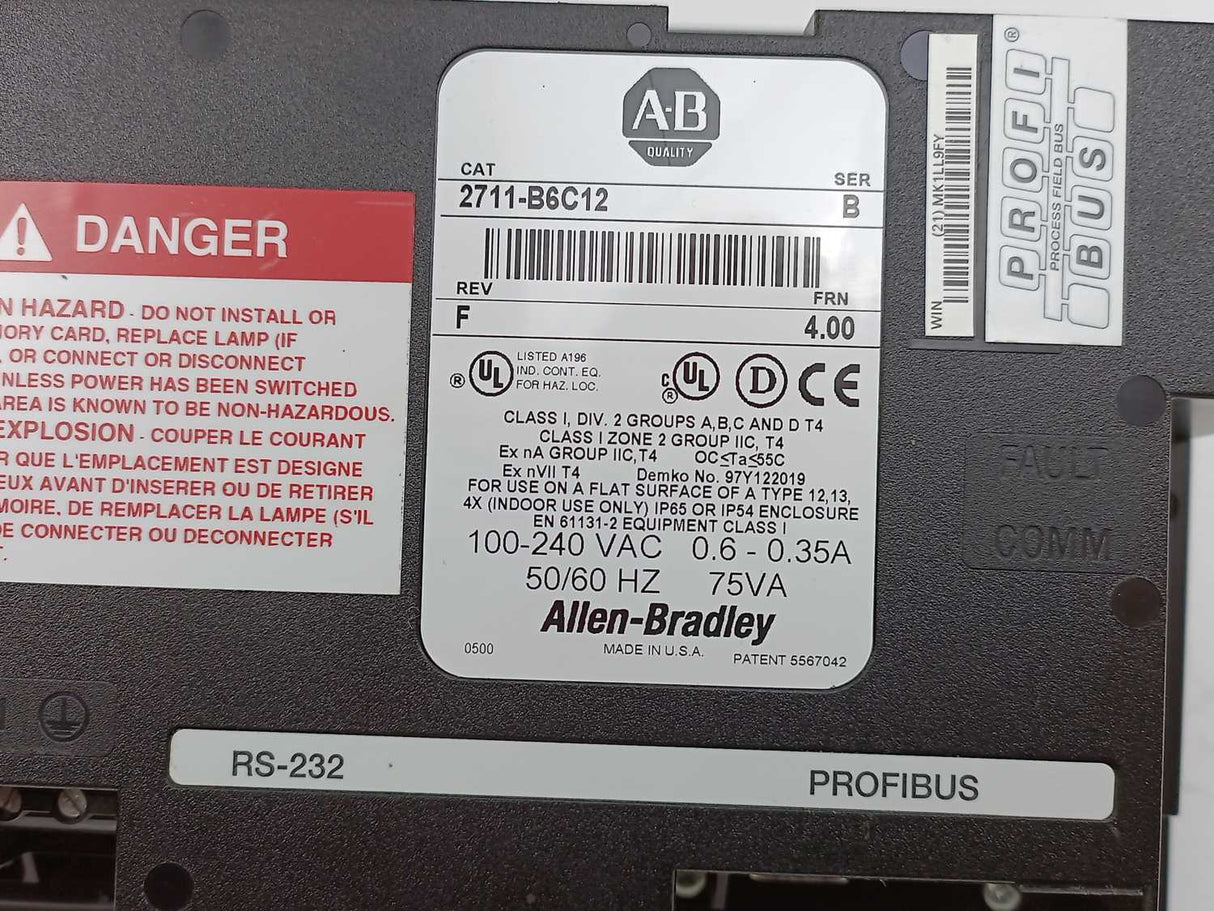 DANGER
N HAZARD - DO NOT INSTALL OR
MORY CARD, REPLACE LAMP (IF
, OR CONNECT OR DISCONNECT
NLESS POWER HAS BEEN SWITCHED
AREA IS KNOWN TO BE NON-HAZARDOUS.
EXPLOSION - COUPER LE COURANT
R QUE L'EMPLACEMENT EST DESIGNE
EUX AVANT D'INSERER OU DE RETIRER
MOIRE, DE REMPLACER LA LAMPE (S'IL
DE CONNECTER OU DECONNECTER
T.
A-B
QUALITY
CAT SER
2711-B6C12 B
REV FRN
F 4.00
® UL LISTED A196
IND. CONT. EQ.
FOR HAZ. LOC.
C UL ® D CE
CLASS I, DIV. 2 GROUPS A,B,C AND D T4
CLASS I ZONE 2 GROUP IIC, T4
Ex nA GROUP IIC,T4 OC≤Ta≤55C
Ex nVII T4 Demko No. 97Y122019
FOR USE ON A FLAT SURFACE OF A TYPE 12,13,
4X (INDOOR USE ONLY) IP65 OR IP54 ENCLOSURE
EN 61131-2 EQUIPMENT CLASS I
100-240 VAC 0.6 - 0.35A
50/60 HZ 75VA
Allen-Bradley
0500 MADE IN U.S.A. PATENT 5567042
WIN (21) MK1LL9FY
PROFI®
PROCESS FIELD BUS
BUS
FAULT
COMM
RS-232 PROFIBUS